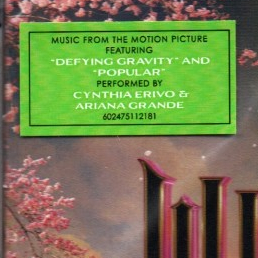 MUSIC FROM THE MOTION PICTURE
FEATURING
"DEFYING GRAVITY" AND
"POPULAR"
PERFORMED BY
CYNTHIA ERIVO &
ARIANA GRANDE
602475112181